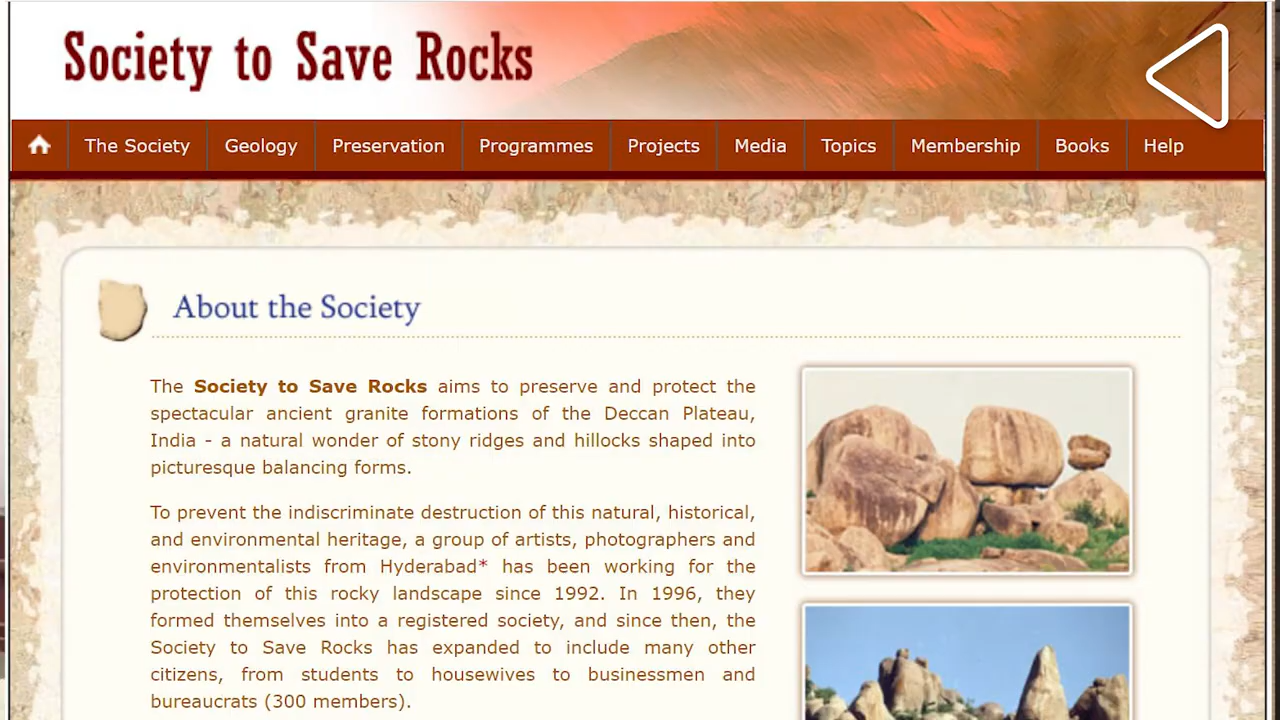 Society to Save Rocks
The Society Geology Preservation Programmes Projects Media Topics Membership Books Help
About the Society
The Society to Save Rocks aims to preserve and protect the
spectacular ancient granite formations of the Deccan Plateau,
India - a natural wonder of stony ridges and hillocks shaped into
picturesque balancing forms.
To prevent the indiscriminate destruction of this natural, historical,
and environmental heritage, a group of artists, photographers and
environmentalists from Hyderabad* has been working for the
protection of this rocky landscape since 1992. In 1996, they
formed themselves into a registered society, and since then, the
Society to Save Rocks has expanded to include many other
citizens, from students to housewives to businessmen and
bureaucrats (300 members).